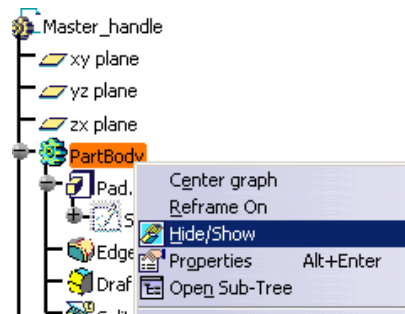 Master_handle
xy plane
yz plane
zx plane
PartBody
Pad.
Center graph
Reframe On
Hide/Show
Properties Alt+Enter
Open Sub-Tree